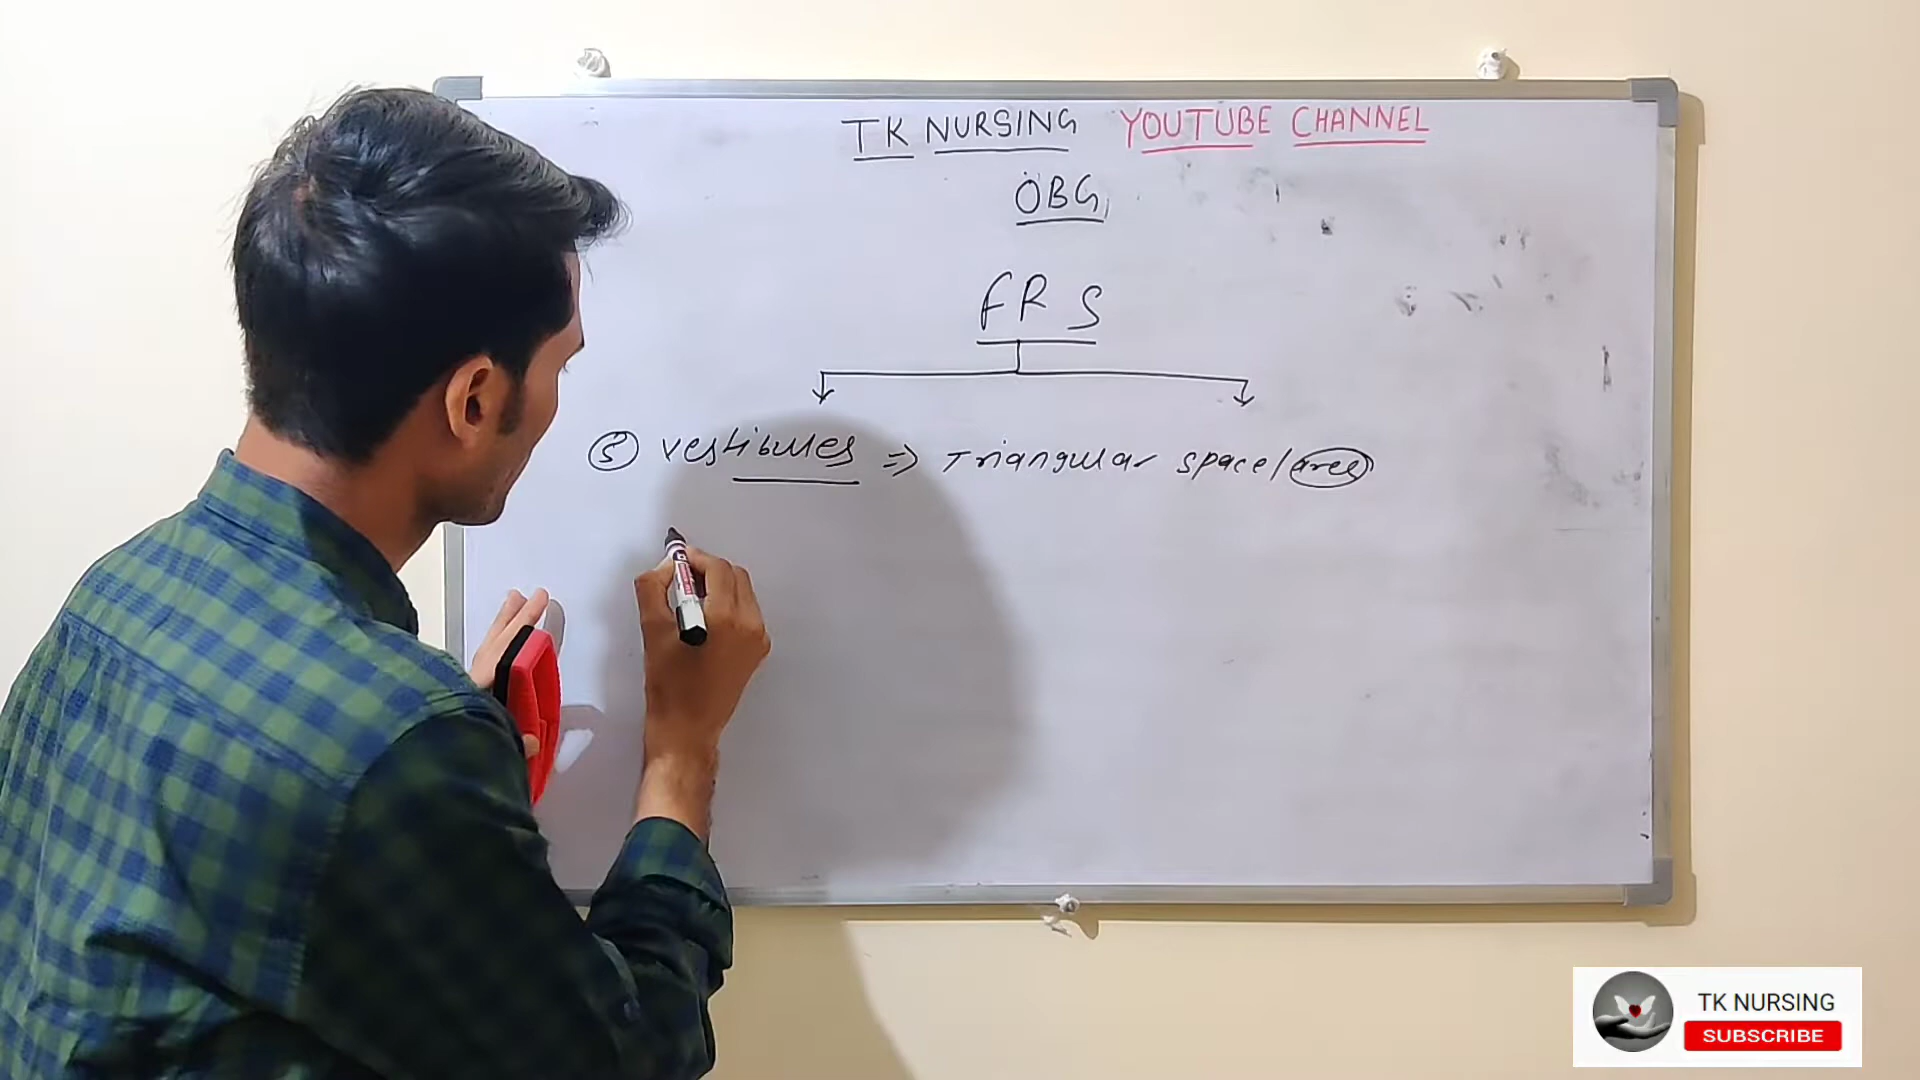 TK NURSING YOUTUBE CHANNEL
OBG
FRS
5 vestibules => Triangular space/area
TK NURSING
SUBSCRIBE